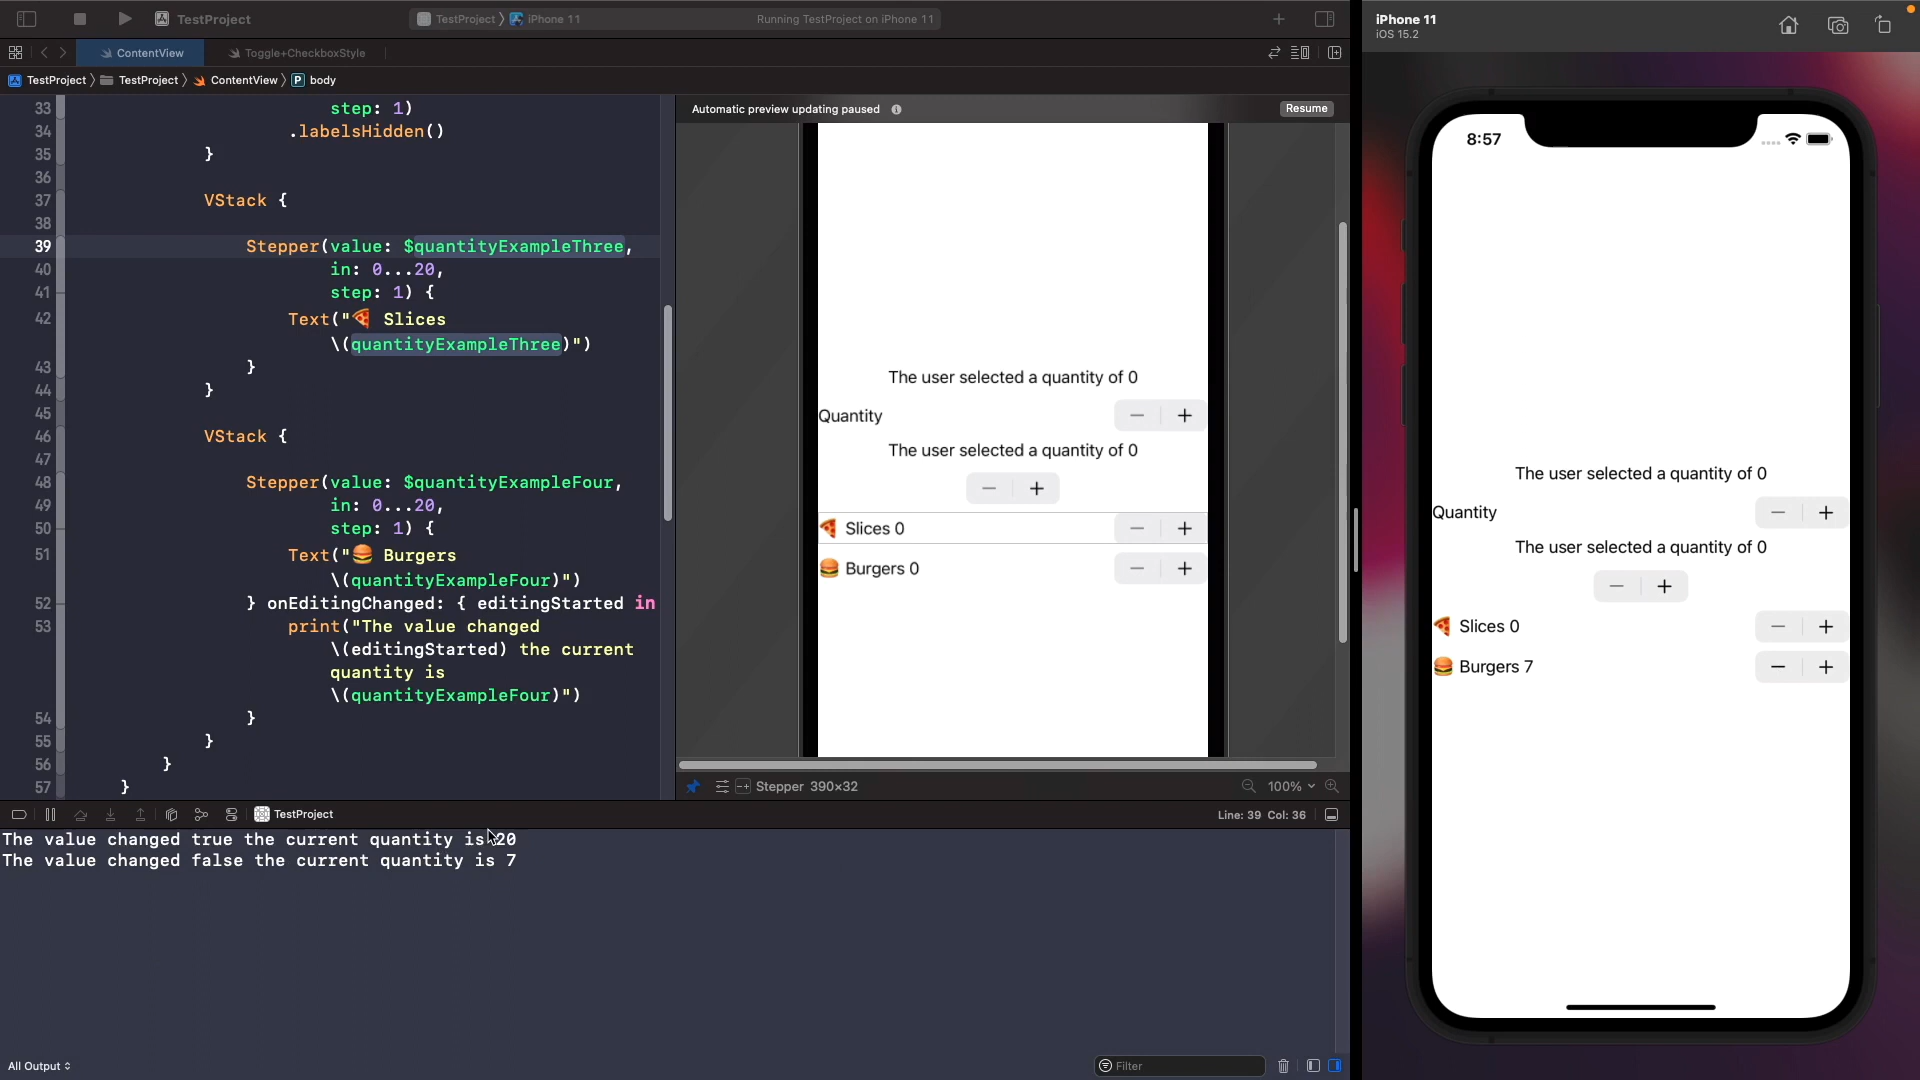 TestProject
TestProject 〉 iPhone 11
Running TestProject on iPhone 11
ContentView
Toggle+CheckboxStyle
TestProject 〉 TestProject 〉 ContentView 〉 P body
33 step: 1)
34 .labelsHidden()
35 }
36
37 VStack {
38
39 Stepper(value: $quantityExampleThree,
40 in: 0...20,
41 step: 1) {
42 Text("🍕 Slices
\(quantityExampleThree)")
43 }
44 }
45
46 VStack {
47
48 Stepper(value: $quantityExampleFour,
49 in: 0...20,
50 step: 1) {
51 Text("🍔 Burgers
\(quantityExampleFour)")
52 } onEditingChanged: { editingStarted in
53 print("The value changed
\(editingStarted) the current
quantity is
\(quantityExampleFour)")
54 }
55 }
56 }
57 }
Automatic preview updating paused
Resume
The user selected a quantity of 0
Quantity − +
The user selected a quantity of 0
− +
🍕 Slices 0 − +
🍔 Burgers 0 − +
Stepper 390×32
100%
TestProject
Line: 39 Col: 36
The value changed true the current quantity is 20
The value changed false the current quantity is 7
All Output
Filter
iPhone 11
iOS 15.2
8:57
The user selected a quantity of 0
Quantity − +
The user selected a quantity of 0
− +
🍕 Slices 0 − +
🍔 Burgers 7 − +